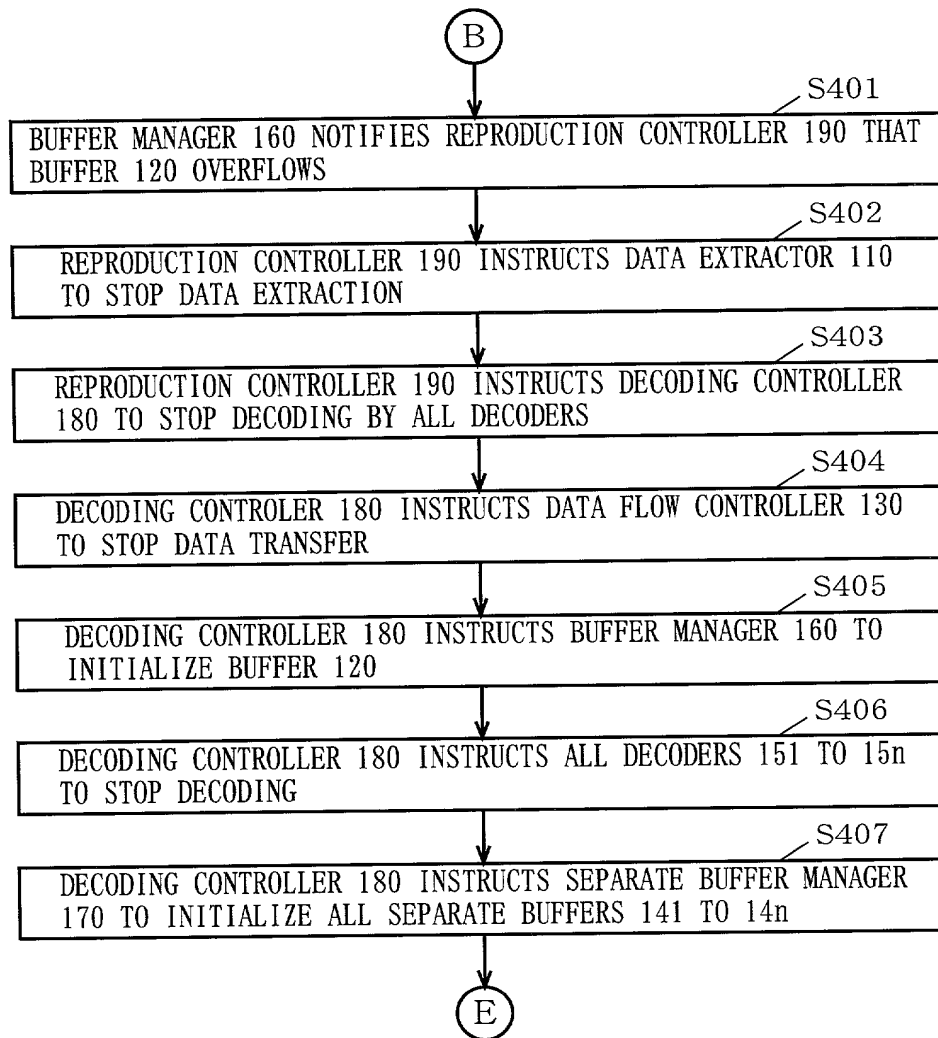 B
S401
BUFFER MANAGER 160 NOTIFIES REPRODUCTION CONTROLLER 190 THAT
BUFFER 120 OVERFLOWS
S402
REPRODUCTION CONTROLLER 190 INSTRUCTS DATA EXTRACTOR 110
TO STOP DATA EXTRACTION
S403
REPRODUCTION CONTROLLER 190 INSTRUCTS DECODING CONTROLLER
180 TO STOP DECODING BY ALL DECODERS
S404
DECODING CONTROLER 180 INSTRUCTS DATA FLOW CONTROLLER 130
TO STOP DATA TRANSFER
S405
DECODING CONTROLLER 180 INSTRUCTS BUFFER MANAGER 160 TO
INITIALIZE BUFFER 120
S406
DECODING CONTROLLER 180 INSTRUCTS ALL DECODERS 151 TO 15n
TO STOP DECODING
S407
DECODING CONTROLLER 180 INSTRUCTS SEPARATE BUFFER MANAGER
170 TO INITIALIZE ALL SEPARATE BUFFERS 141 TO 14n
E